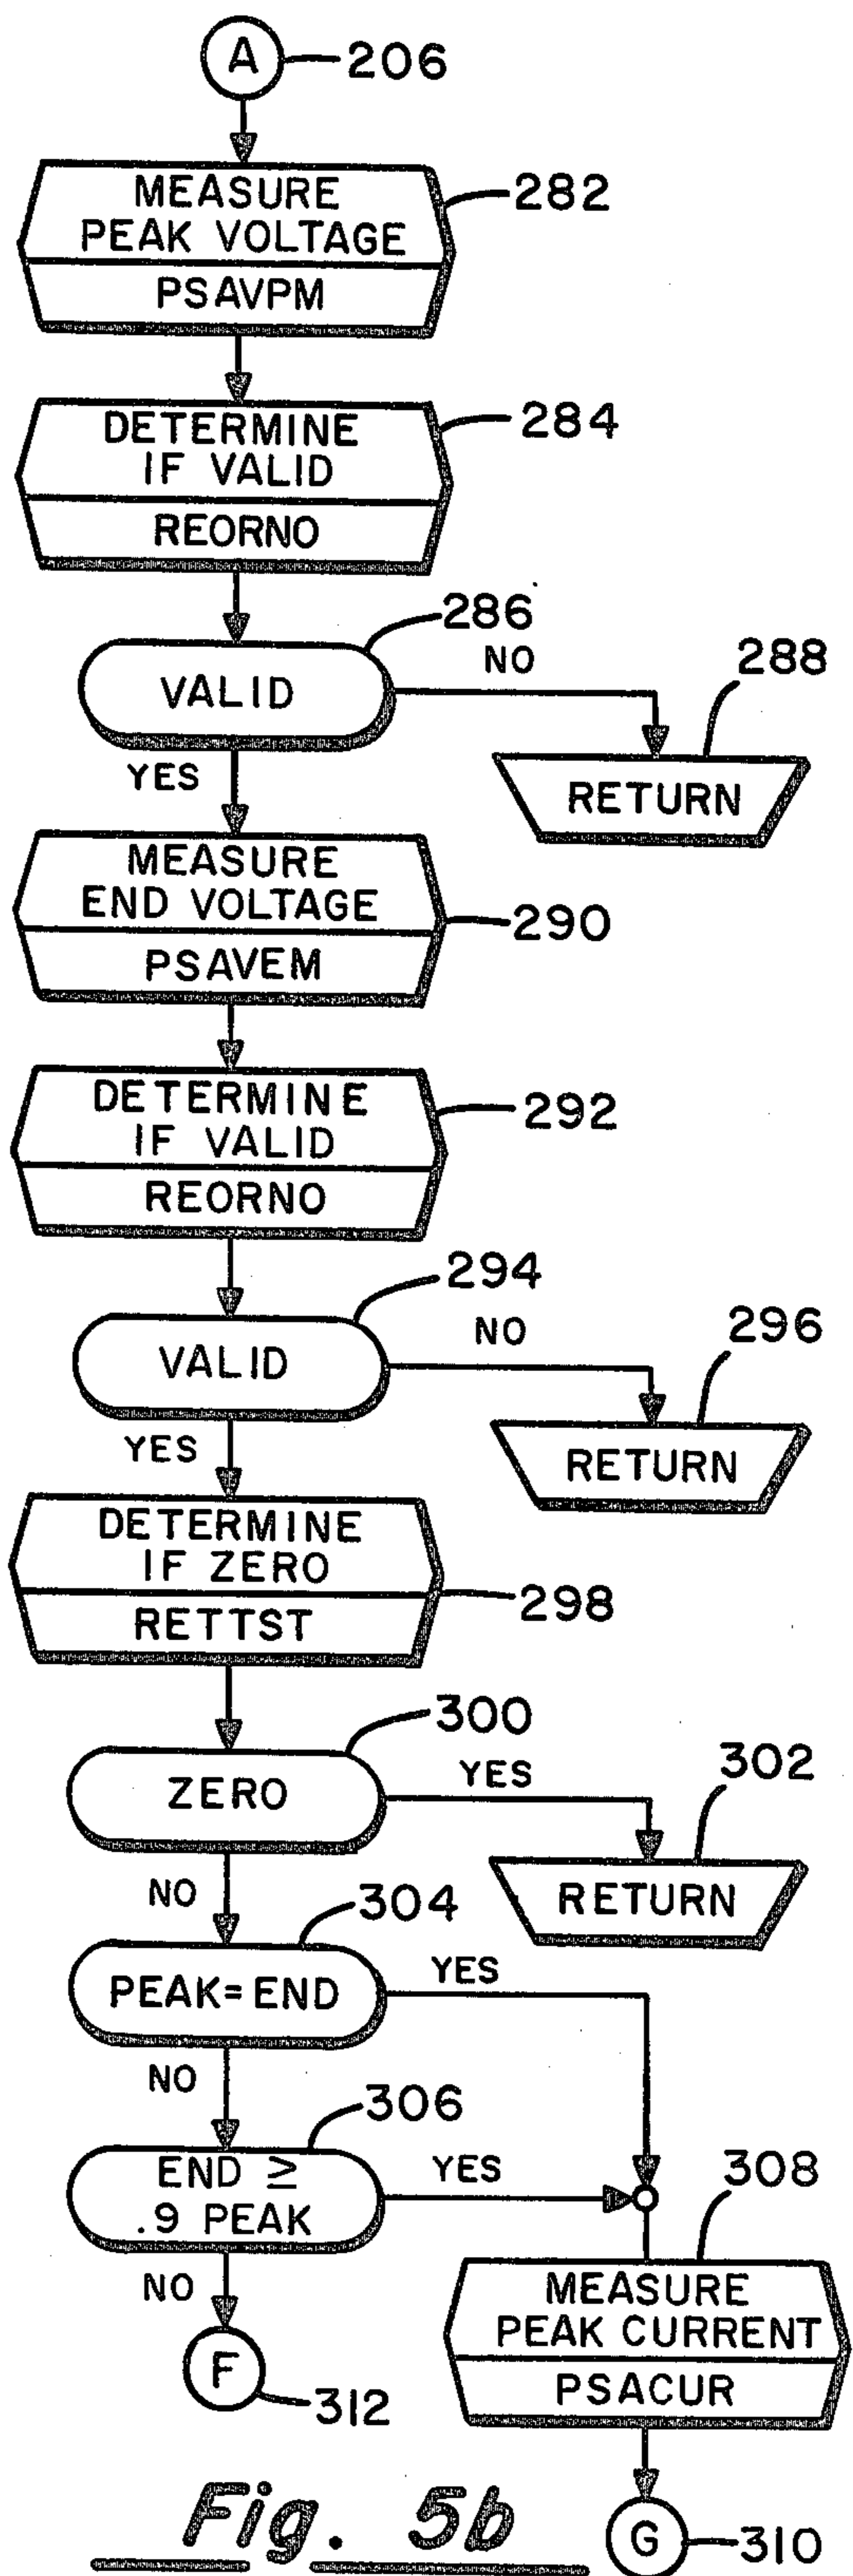 A
206
MEASURE
PEAK VOLTAGE
282
PSAVPM
DETERMINE
IF VALID
284
REORNO
286
VALID
NO
288
YES
RETURN
MEASURE
END VOLTAGE
290
PSAVEM
DETERMINE
IF VALID
292
REORNO
294
VALID
NO
296
YES
RETURN
DETERMINE
IF ZERO
298
RETTST
300
ZERO
YES
302
NO
RETURN
304
PEAK=END
YES
NO
306
END ≥
.9 PEAK
YES
308
NO
MEASURE
PEAK CURRENT
PSACUR
F
312
G
310
Fig. 5b